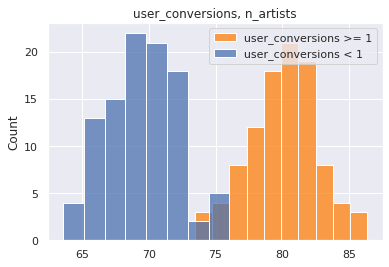 user_conversions, n_artists
user_conversions >= 1
user_conversions < 1
Count
20
15
10
5
0
65 70 75 80 85